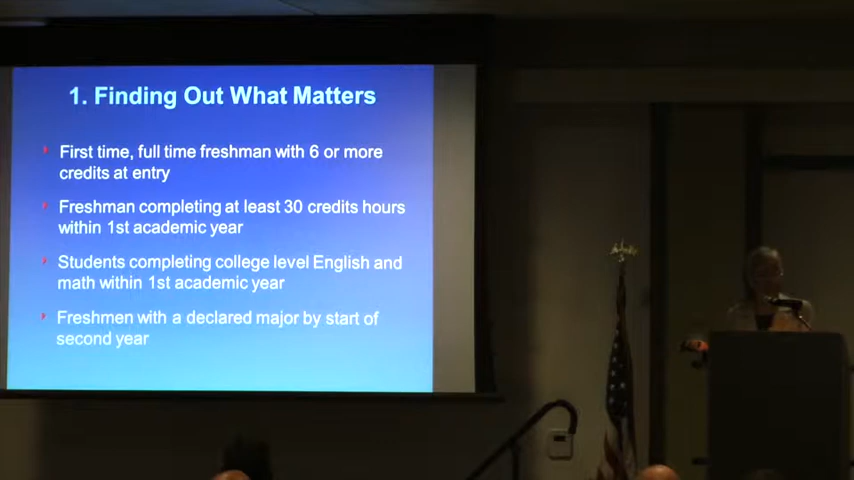 1. Finding Out What Matters
First time, full time freshman with 6 or more
credits at entry
Freshman completing at least 30 credits hours
within 1st academic year
Students completing college level English and
math within 1st academic year
Freshmen with a declared major by start of
second year